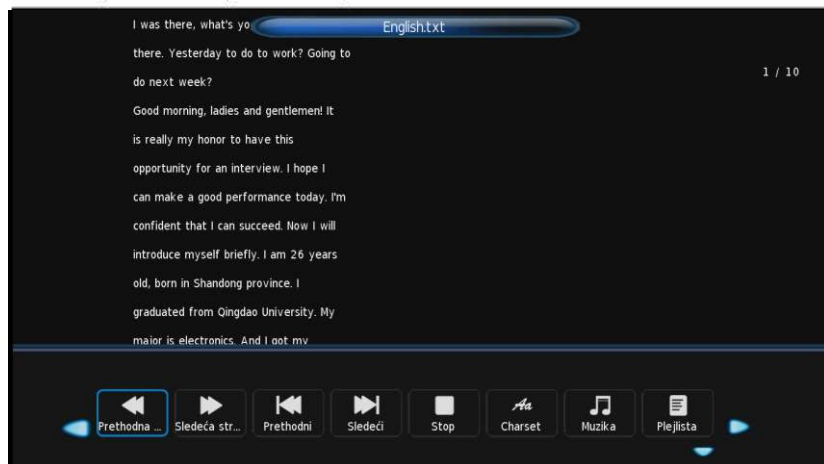 English.txt
1 / 10
I was there, what's yo
there. Yesterday to do to work? Going to
do next week?
Good morning, ladies and gentlemen! It
is really my honor to have this
opportunity for an interview. I hope I
can make a good performance today. I'm
confident that I can succeed. Now I will
introduce myself briefly. I am 26 years
old, born in Shandong province. I
graduated from Qingdao University. My
major is electronics. And I got my
Prethodna ...
Sledeća str...
Prethodni
Sledeći
Stop
Aa
Charset
Muzika
Plejlista